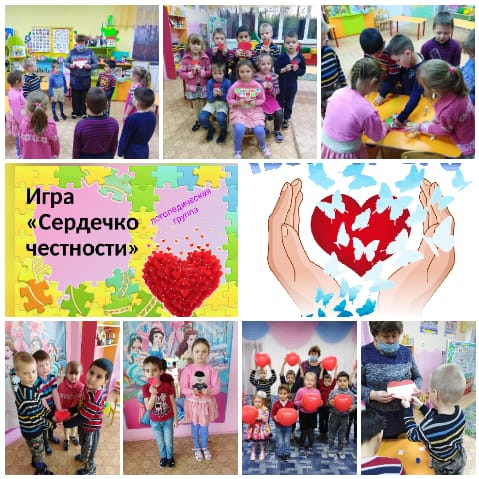 Игра
«Сердечко
честности»
логопедическая
группа